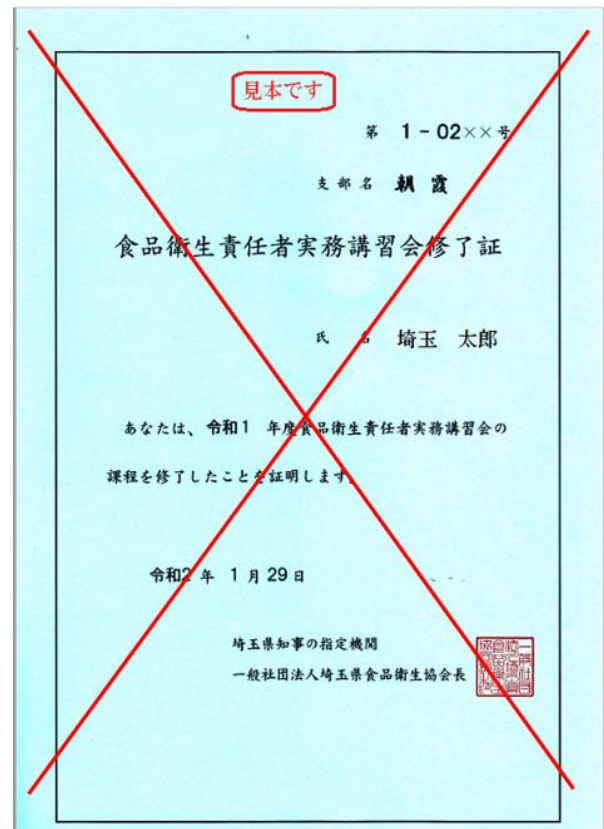 見本です
第 1-02××号
支部名 朝霞
食品衛生責任者実務講習会修了証
氏 名 埼玉 太郎
あなたは、令和1 年度食品衛生責任者実務講習会の
課程を修了したことを証明します。
令和2 年 1 月 29 日
埼玉県知事の指定機関
一般社団法人埼玉県食品衛生協会長